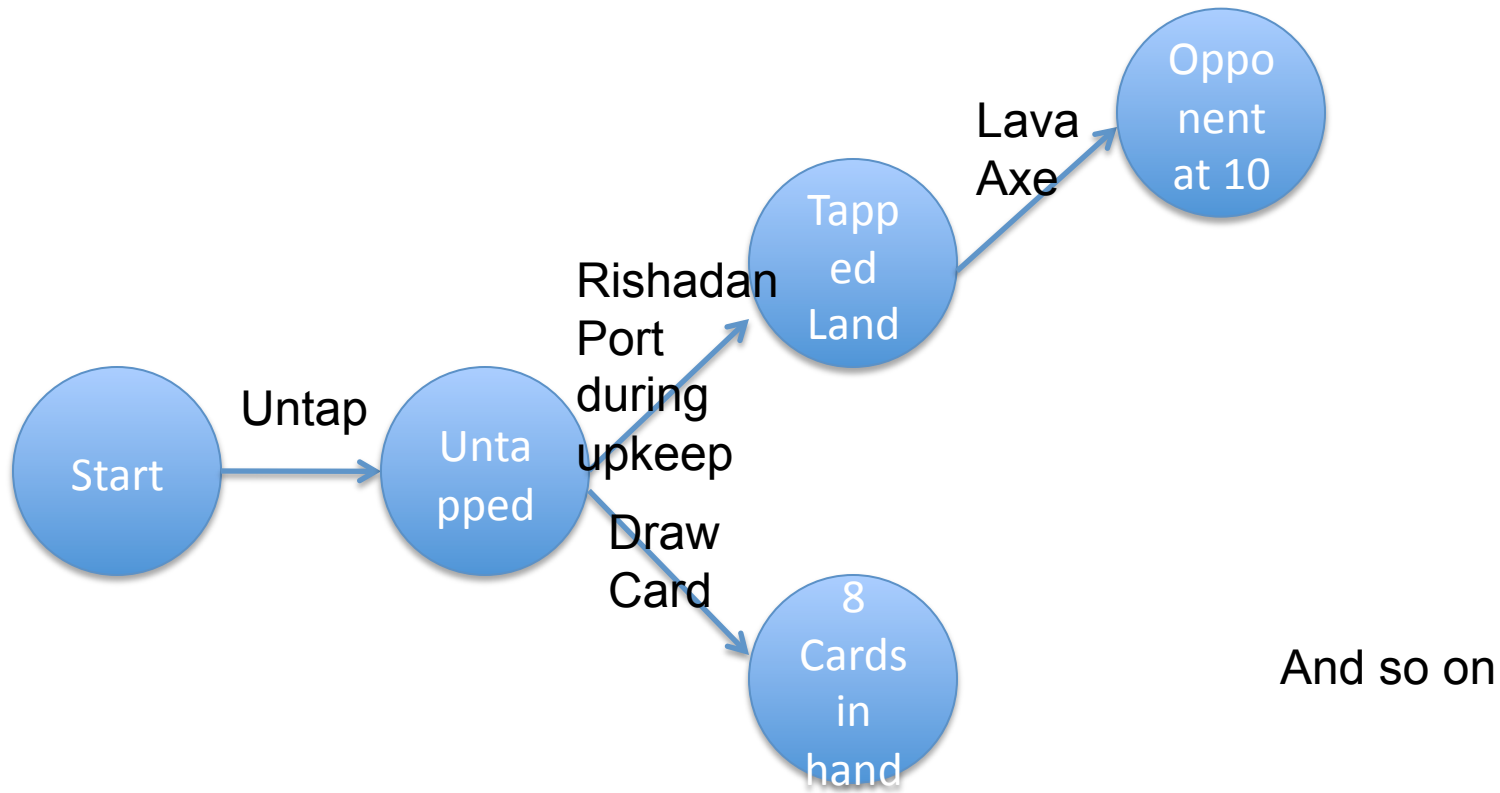 Oppo
nent
at 10
Lava
Axe
Tapp
ed
Land
Rishadan
Port
during
upkeep
Untap
Start
Unta
pped
Draw
Card
8
Cards
in
hand
And so on